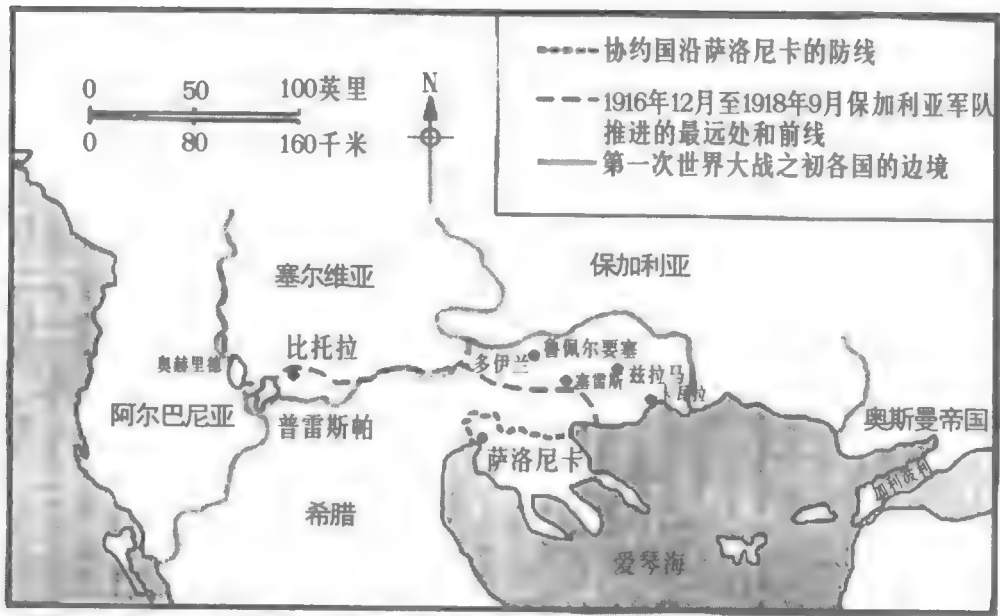 协约国沿萨洛尼卡的防线
1916年12月至1918年9月保加利亚军队
推进的最远处和前线
第一次世界大战之初各国的边境
0 50 100英里
0 80 160千米
N
塞尔维亚
保加利亚
奥赫里德
比托拉
多伊兰
鲁佩尔要塞
塞雷斯
兹拉马
阿尔巴尼亚
普雷斯帕
萨洛尼卡
奥斯曼帝国
加利波利
希腊
爱琴海